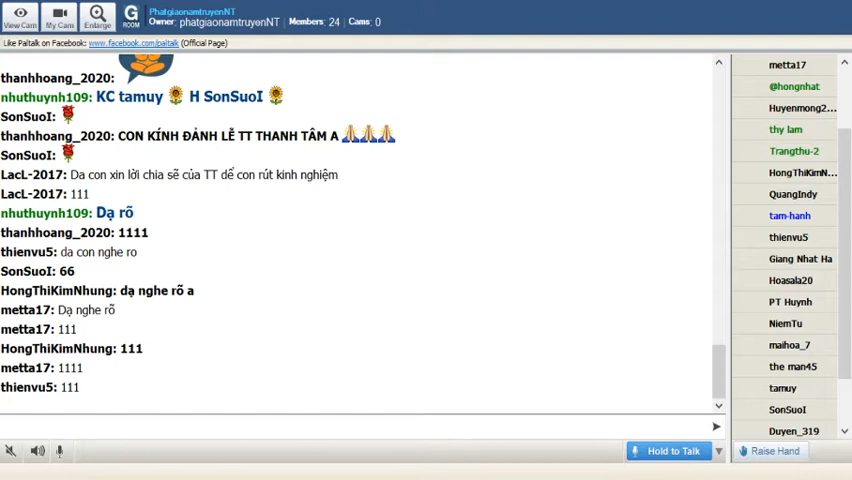 View Cam
My Cam
Enlarge
G
ROOM
PhatgiaonamtruyenNT
Owner: phatgiaonamtruyenNT Members: 24 Cams: 0
Like Paltalk on Facebook: www.facebook.com/paltalk (Official Page)
thanhhoang_2020:
nhuthuynh109: KC tamuy H SonSuoI
SonSuoI:
thanhhoang_2020: CON KÍNH ĐẢNH LỄ TT THANH TÂM A
SonSuoI:
LacL-2017: Da con xin lời chia sẽ của TT để con rút kinh nghiệm
LacL-2017: 111
nhuthuynh109: Dạ rõ
thanhhoang_2020: 1111
thienvu5: da con nghe ro
SonSuoI: 66
HongThiKimNhung: dạ nghe rõ a
metta17: Dạ nghe rõ
metta17: 111
HongThiKimNhung: 111
metta17: 1111
thienvu5: 111
metta17
@hongnhat
Huyenmong2...
thy lam
Trangthu-2
HongThiKimN...
QuangIndy
tam-hanh
thienvu5
Giang Nhat Ha
Hoasala20
PT Huynh
NiemTu
maihoa_7
the man45
tamuy
SonSuoI
Duyen_319
Hold to Talk
Raise Hand